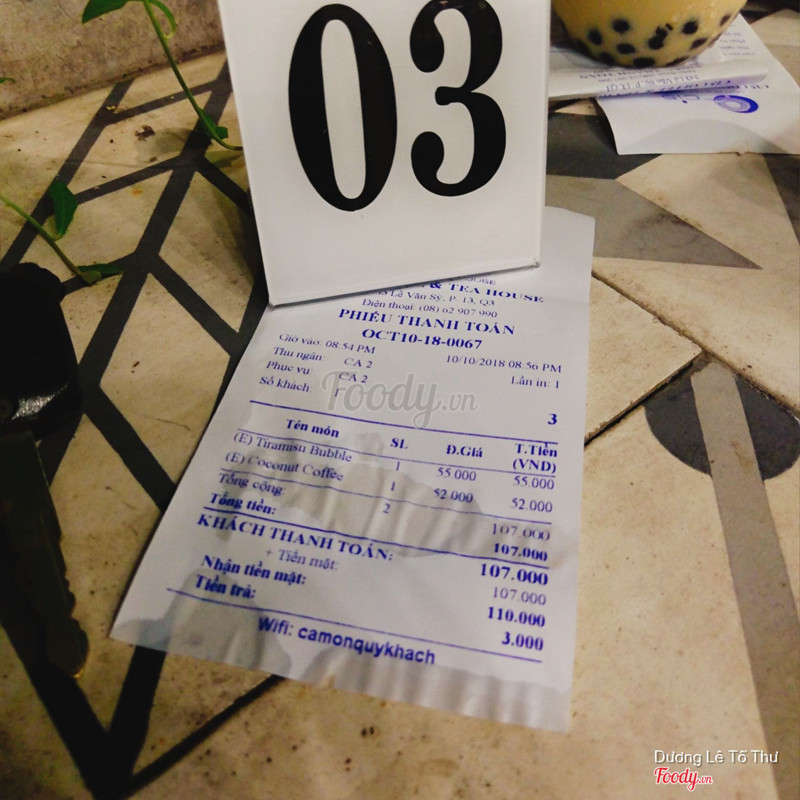 03
& TEA HOUSE
Lê Văn Sỹ, P. 13, Q3
Điện thoại: (08) 62 907 990
PHIẾU THANH TOÁN
OCT10-18-0067
Giờ vào: 08:54 PM 10/10/2018 08:56 PM
Thu ngân: CA 2 Lần in: 1
Phục vụ: CA 2
Số khách: 1 3
Tên món SL Đ.Giá T.Tiền (VND)
(E) Tiramisu Bubble 1 55.000 55.000
(E) Coconut Coffee 1 52.000 52.000
Tổng cộng: 2 107.000
Tổng tiền: 107.000
KHÁCH THANH TOÁN: 107.000
+ Tiền mặt: 107.000
Nhận tiền mặt: 110.000
Tiền trả: 3.000
Wifi: camonquykhach
Foody.vn
Dương Lê Tố Thư
Foody.vn